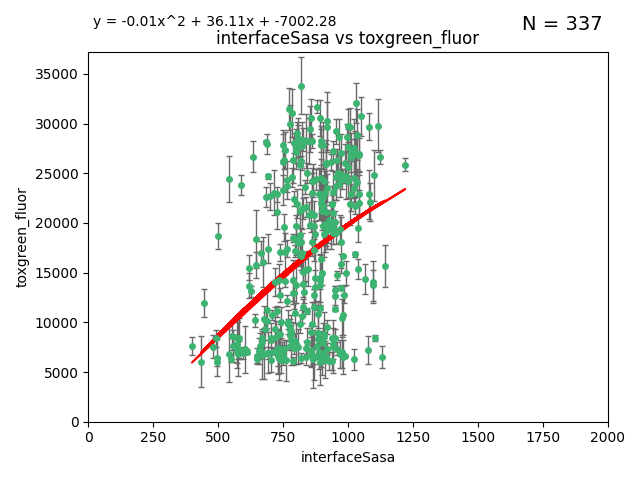 y = -0.01x^2 + 36.11x + -7002.28
N = 337
interfaceSasa vs toxgreen_fluor
35000
30000
25000
20000
15000
10000
5000
0
toxgreen_fluor
0 250 500 750 1000 1250 1500 1750 2000
interfaceSasa